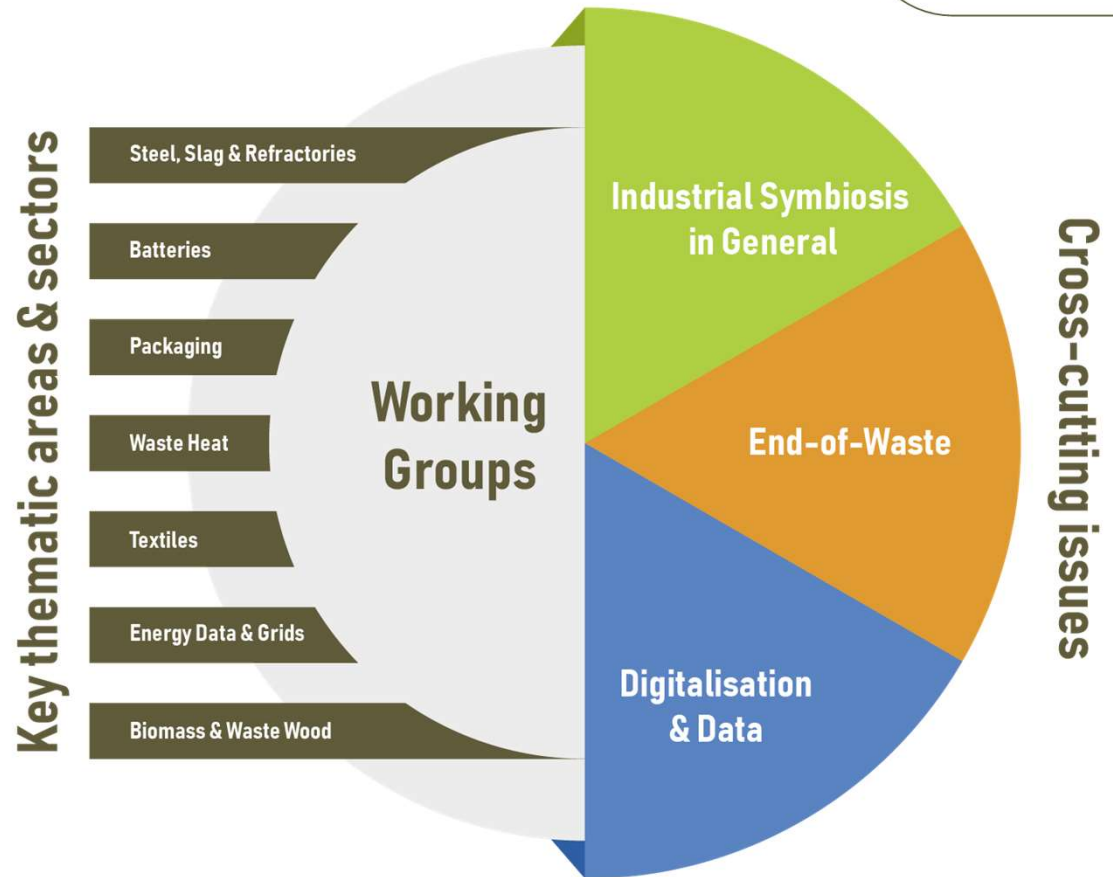 Key thematic areas & sectors
Steel, Slag & Refractories
Batteries
Packaging
Waste Heat
Textiles
Energy Data & Grids
Biomass & Waste Wood
Working
Groups
Industrial Symbiosis
in General
End-of-Waste
Digitalisation
& Data
Cross-cutting issues